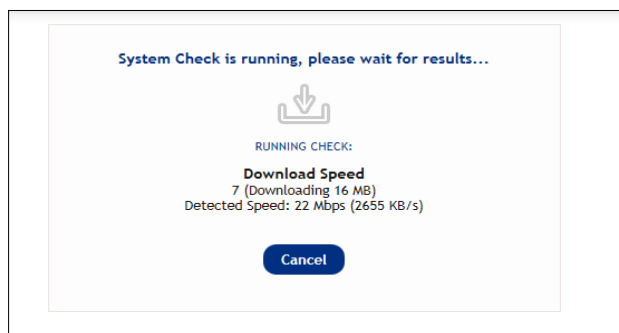 System Check is running, please wait for results...
RUNNING CHECK:
Download Speed
7 (Downloading 16 MB)
Detected Speed: 22 Mbps (2655 KB/s)
Cancel